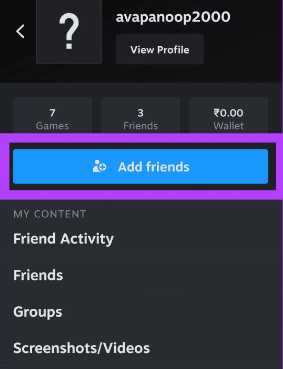 avapanoop2000
View Profile
7
Games
3
Friends
₹0.00
Wallet
Add friends
MY CONTENT
Friend Activity
Friends
Groups
Screenshots/Videos